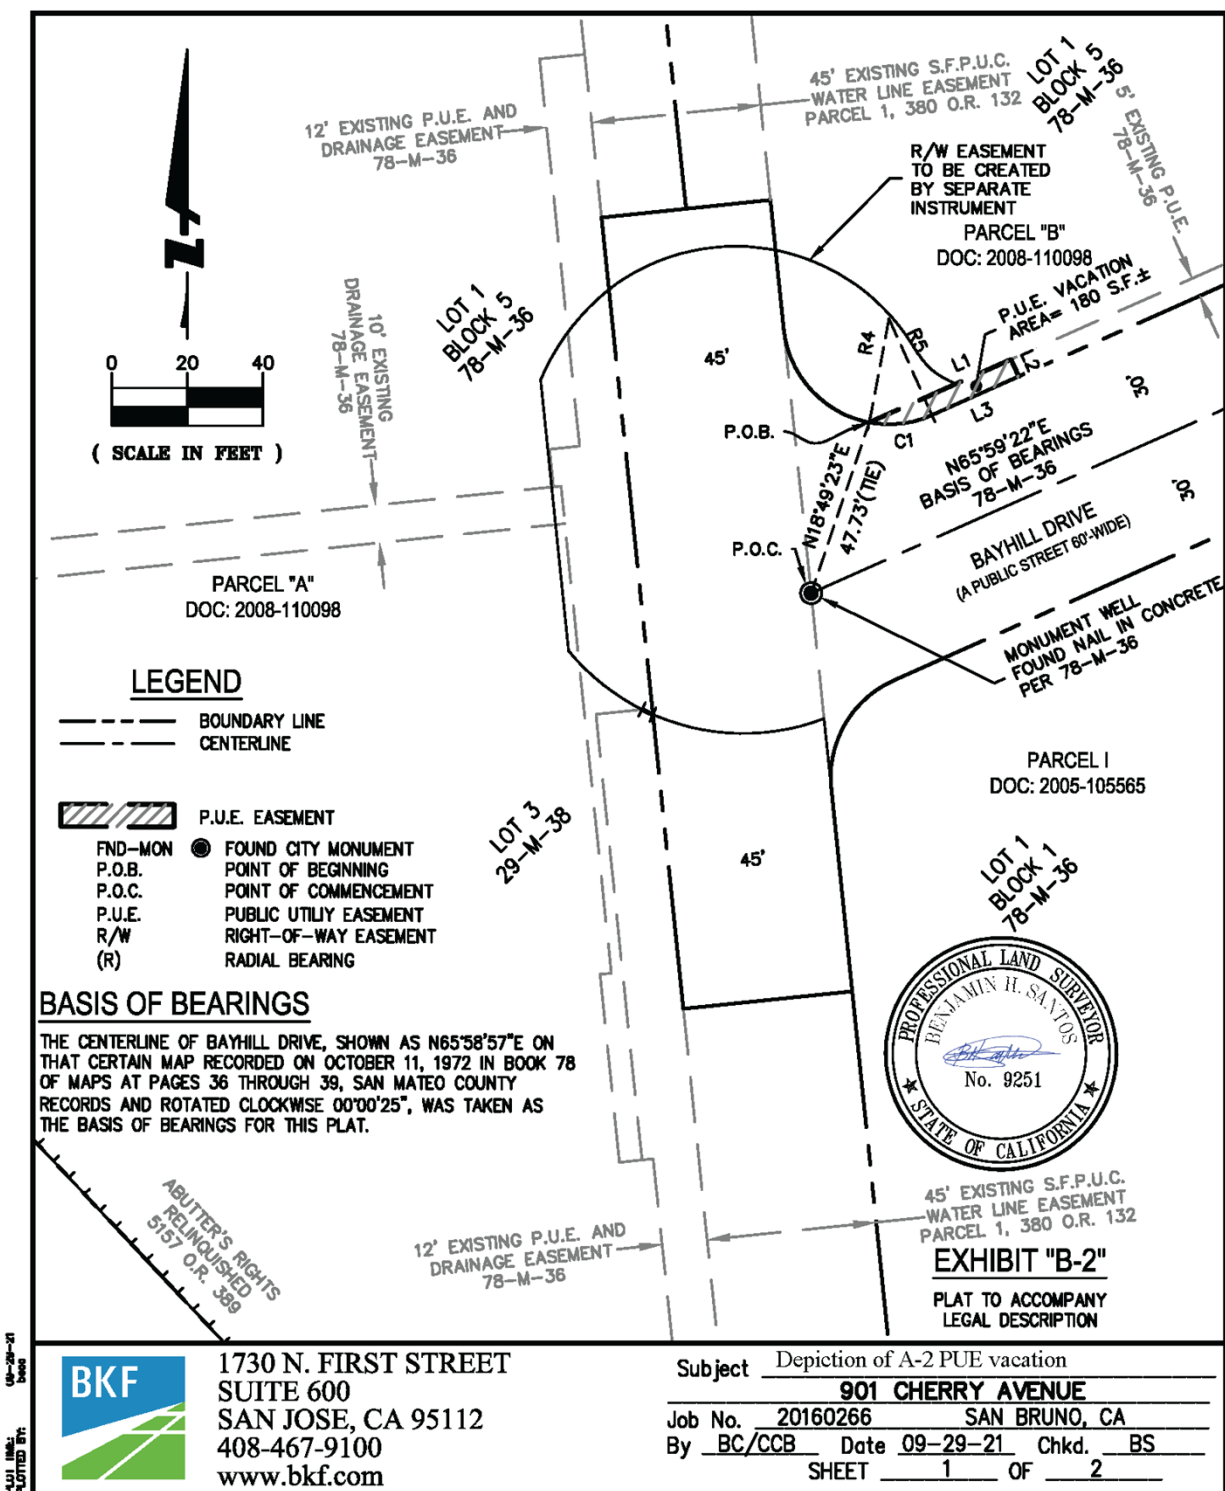 12' EXISTING P.U.E. AND
DRAINAGE EASEMENT
78-M-36
45' EXISTING S.F.P.U.C.
WATER LINE EASEMENT
PARCEL 1, 380 O.R. 132
LOT 1
BLOCK 5
78-M-36
5' EXISTING P.U.E.
78-M-36
R/W EASEMENT
TO BE CREATED
BY SEPARATE
INSTRUMENT
PARCEL "B"
DOC: 2008-110098
P.U.E. VACATION
AREA= 180 S.F.±
0 20 40
( SCALE IN FEET )
10' EXISTING
DRAINAGE EASEMENT
78-M-36
LOT 1
BLOCK 5
78-M-36
45'
R4
R5
L1
L2
L3
C1
P.O.B.
30'
N65°59'22"E
BASIS OF BEARINGS
78-M-36
N18°49'23"E
47.73'(TIE)
P.O.C.
30'
BAYHILL DRIVE
(A PUBLIC STREET 60'-WIDE)
MONUMENT WELL
FOUND NAIL IN CONCRETE
PER 78-M-36
PARCEL "A"
DOC: 2008-110098
LEGEND
BOUNDARY LINE
CENTERLINE
P.U.E. EASEMENT
FND-MON FOUND CITY MONUMENT
P.O.B. POINT OF BEGINNING
P.O.C. POINT OF COMMENCEMENT
P.U.E. PUBLIC UTILIY EASEMENT
R/W RIGHT-OF-WAY EASEMENT
(R) RADIAL BEARING
LOT 3
29-M-38
45'
PARCEL I
DOC: 2005-105565
LOT 1
BLOCK 1
78-M-36
PROFESSIONAL LAND SURVEYOR
BENJAMIN H. SANTOS
No. 9251
STATE OF CALIFORNIA
BASIS OF BEARINGS
THE CENTERLINE OF BAYHILL DRIVE, SHOWN AS N65°58'57"E ON
THAT CERTAIN MAP RECORDED ON OCTOBER 11, 1972 IN BOOK 78
OF MAPS AT PAGES 36 THROUGH 39, SAN MATEO COUNTY
RECORDS AND ROTATED CLOCKWISE 00°00'25", WAS TAKEN AS
THE BASIS OF BEARINGS FOR THIS PLAT.
ABUTTER'S RIGHTS
RELINQUISHED
5157 O.R. 389
12' EXISTING P.U.E. AND
DRAINAGE EASEMENT
78-M-36
45' EXISTING S.F.P.U.C.
WATER LINE EASEMENT
PARCEL 1, 380 O.R. 132
EXHIBIT "B-2"
PLAT TO ACCOMPANY
LEGAL DESCRIPTION
BKF
1730 N. FIRST STREET
SUITE 600
SAN JOSE, CA 95112
408-467-9100
www.bkf.com
Subject Depiction of A-2 PUE vacation
901 CHERRY AVENUE
Job No. 20160266 SAN BRUNO, CA
By BC/CCB Date 09-29-21 Chkd. BS
SHEET 1 OF 2
PLOTTED BY: